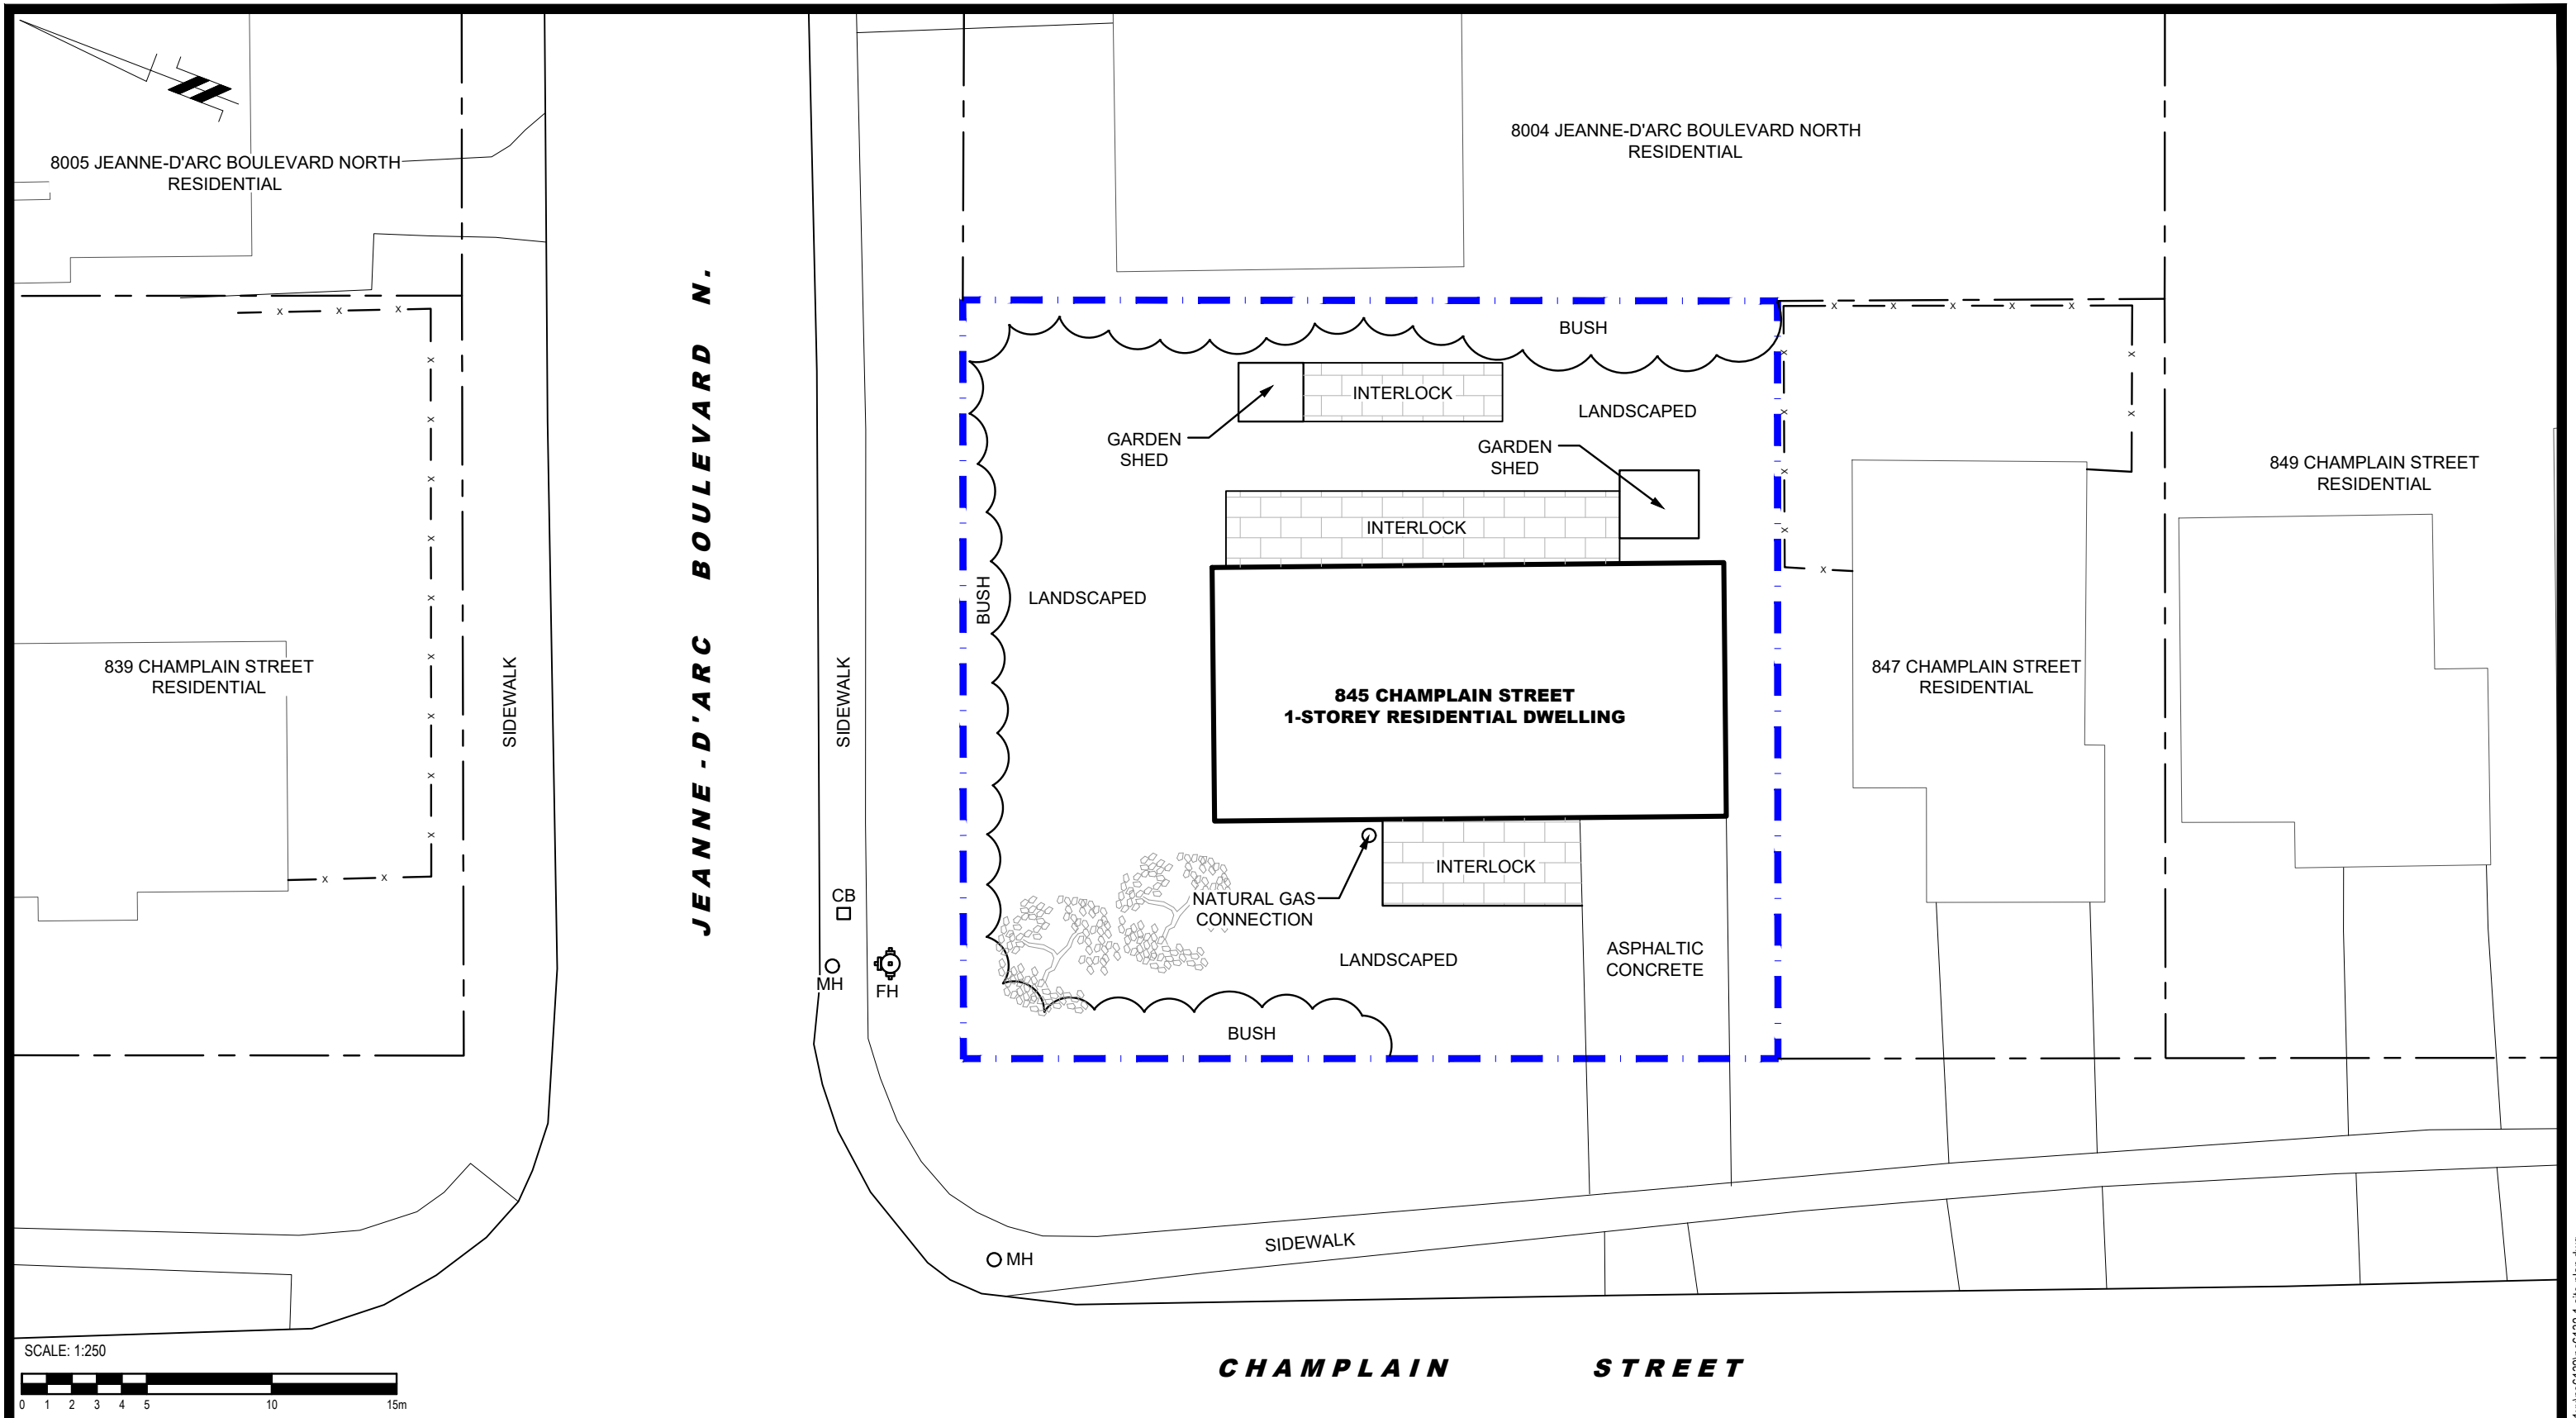 8005 JEANNE-D'ARC BOULEVARD NORTH
RESIDENTIAL
8004 JEANNE-D'ARC BOULEVARD NORTH
RESIDENTIAL
JEANNE-D'ARC BOULEVARD N.
BUSH
INTERLOCK
LANDSCAPED
GARDEN
SHED
GARDEN
SHED
849 CHAMPLAIN STREET
RESIDENTIAL
INTERLOCK
BUSH
LANDSCAPED
839 CHAMPLAIN STREET
RESIDENTIAL
SIDEWALK
SIDEWALK
845 CHAMPLAIN STREET
1-STOREY RESIDENTIAL DWELLING
847 CHAMPLAIN STREET
RESIDENTIAL
INTERLOCK
CB
NATURAL GAS
CONNECTION
MH
FH
LANDSCAPED
ASPHALTIC
CONCRETE
BUSH
SIDEWALK
MH
SCALE: 1:250
0 1 2 3 4 5 10 15m
CHAMPLAIN STREET